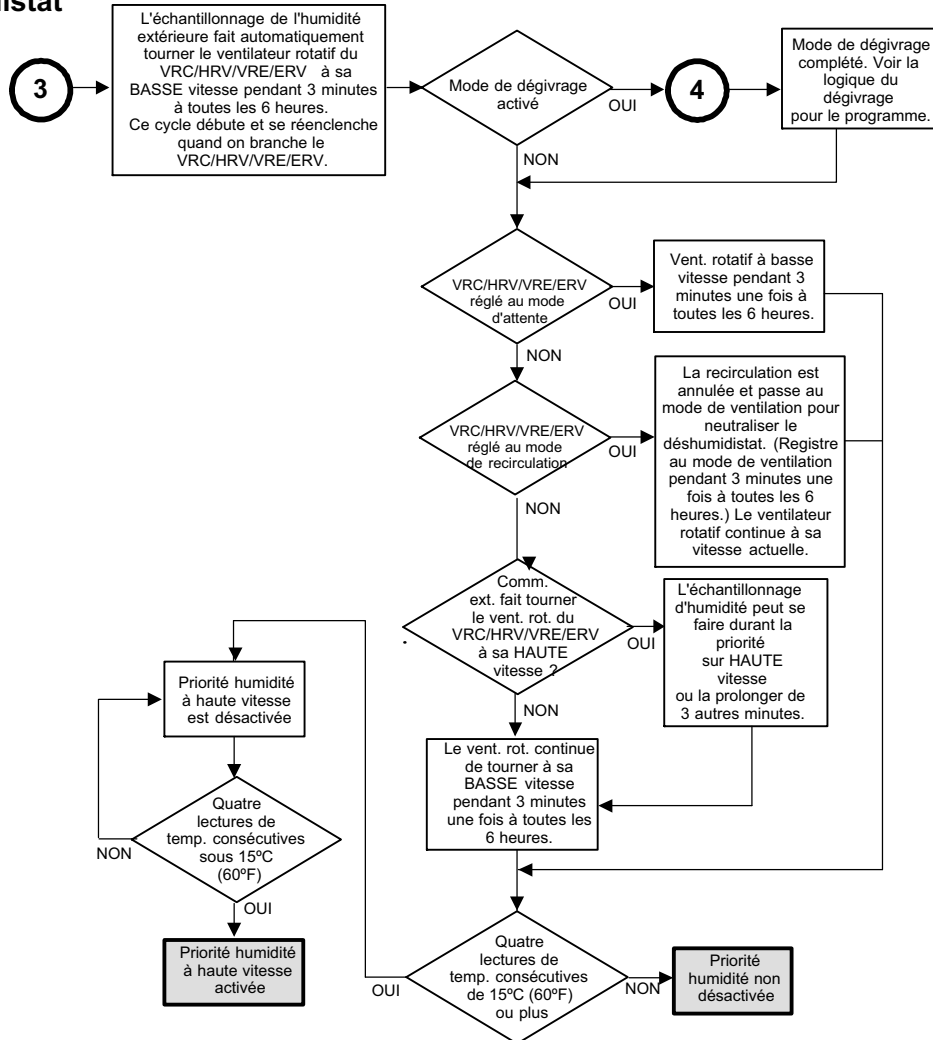 3
L'échantillonnage de l'humidité
extérieure fait automatiquement
tourner le ventilateur rotatif du
VRC/HRV/VRE/ERV à sa
BASSE vitesse pendant 3 minutes
à toutes les 6 heures.
Ce cycle débute et se réenclenche
quand on branche le
VRC/HRV/VRE/ERV.
Mode de dégivrage
activé
OUI
4
Mode de dégivrage
complété. Voir la
logique du
dégivrage
pour le programme.
NON
VRC/HRV/VRE/ERV
réglé au mode
d'attente
OUI
Vent. rotatif à basse
vitesse pendant 3
minutes une fois à
toutes les 6 heures.
NON
VRC/HRV/VRE/ERV
réglé au mode
de recirculation
OUI
La recirculation est
annulée et passe au
mode de ventilation pour
neutraliser le
déshumidistat. (Registre
au mode de ventilation
pendant 3 minutes une
fois à toutes les 6
heures.) Le ventilateur
rotatif continue à sa
vitesse actuelle.
NON
Comm.
ext. fait tourner
le vent. rot. du
VRC/HRV/VRE/ERV
à sa HAUTE
vitesse ?
OUI
L'échantillonnage
d'humidité peut se
faire durant la
priorité
sur HAUTE
vitesse
ou la prolonger de
3 autres minutes.
NON
Le vent. rot. continue
de tourner à sa
BASSE vitesse
pendant 3 minutes
une fois à toutes les
6 heures.
Quatre
lectures de
temp. consécutives
de 15ºC (60ºF)
ou plus
NON
Priorité
humidité non
désactivée
OUI
Priorité humidité
à haute vitesse
est désactivée
Quatre
lectures de
temp. consécutives
sous 15ºC
(60ºF)
NON
OUI
Priorité humidité
à haute vitesse
activée